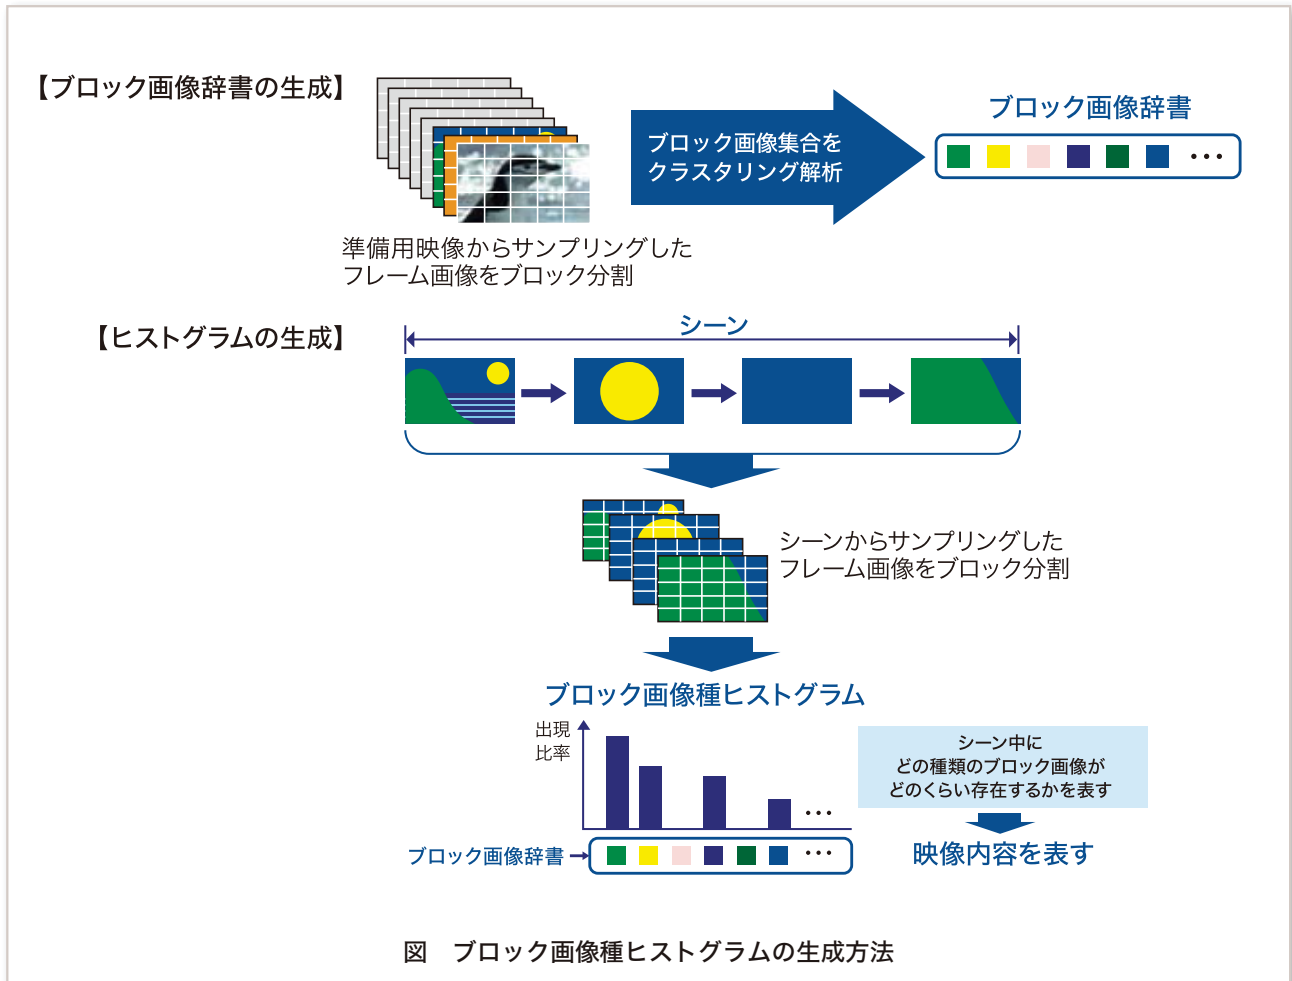 【ブロック画像辞書の生成】
ブロック画像集合を
クラスタリング解析
ブロック画像辞書
•••
準備用映像からサンプリングした
フレーム画像をブロック分割
【ヒストグラムの生成】
シーン
シーンからサンプリングした
フレーム画像をブロック分割
ブロック画像種ヒストグラム
出現
比率
•••
ブロック画像辞書
•••
シーン中に
どの種類のブロック画像が
どのくらい存在するかを表す
映像内容を表す
図　ブロック画像種ヒストグラムの生成方法